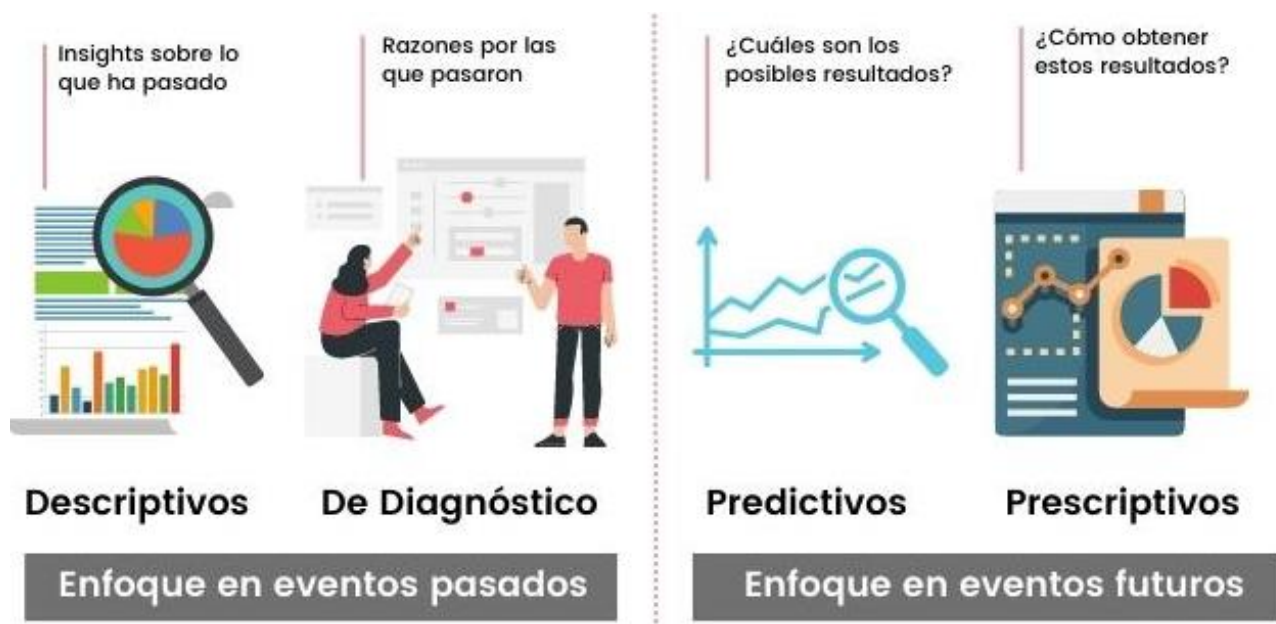 Insights sobre lo
que ha pasado
Razones por las
que pasaron
¿Cuáles son los
posibles resultados?
¿Cómo obtener
estos resultados?
Descriptivos
De Diagnóstico
Predictivos
Prescriptivos
Enfoque en eventos pasados
Enfoque en eventos futuros